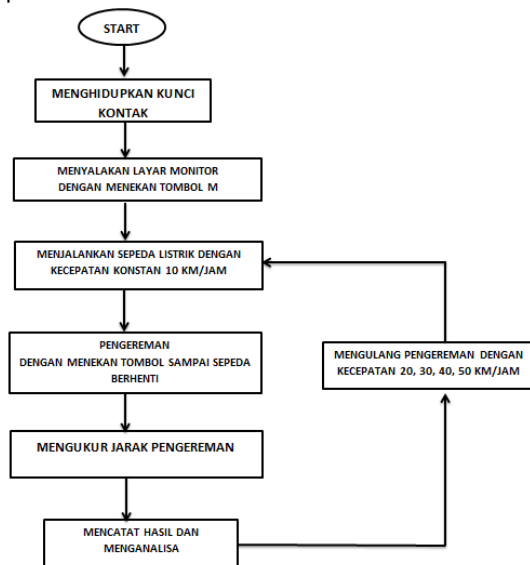 START
MENGHIDUPKAN KUNCI
KONTAK
MENYALAKAN LAYAR MONITOR
DENGAN MENEKAN TOMBOL M
MENJALANKAN SEPEDA LISTRIK DENGAN
KECEPATAN KONSTAN 10 KM/JAM
PENGEREMAN
DENGAN MENEKAN TOMBOL SAMPAI SEPEDA
BERHENTI
MENGULANG PENGEREMAN DENGAN
KECEPATAN 20, 30, 40, 50 KM/JAM
MENGUKUR JARAK PENGEREMAN
MENCATAT HASIL DAN
MENGANALISA